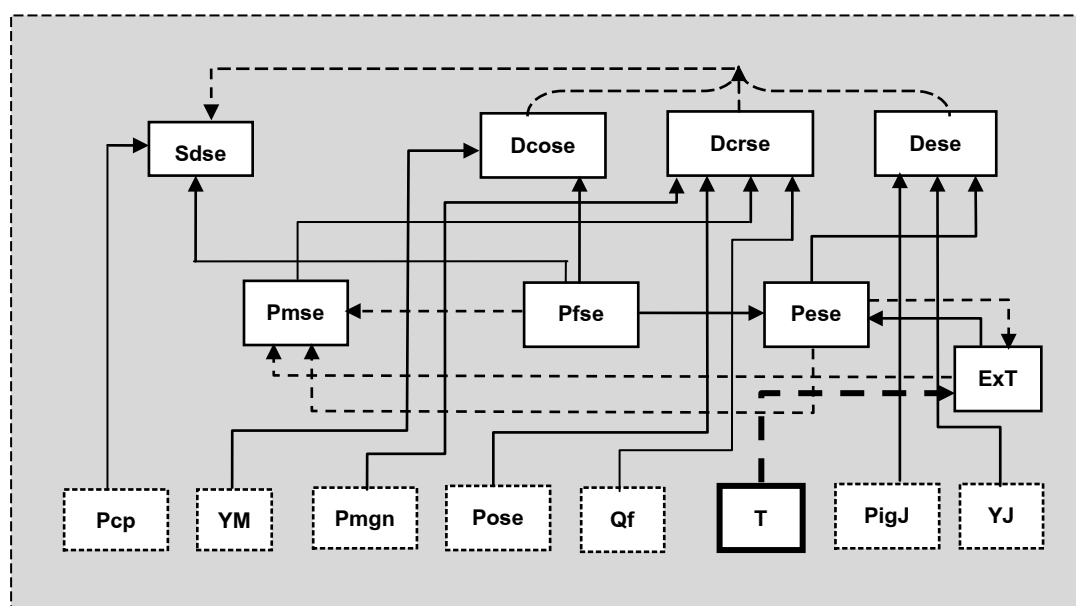 Sdse
Dcose
Dcrse
Dese
Pmse
Pfse
Pese
ExT
Pcp
YM
Pmgn
Pose
Qf
T
PigJ
YJ